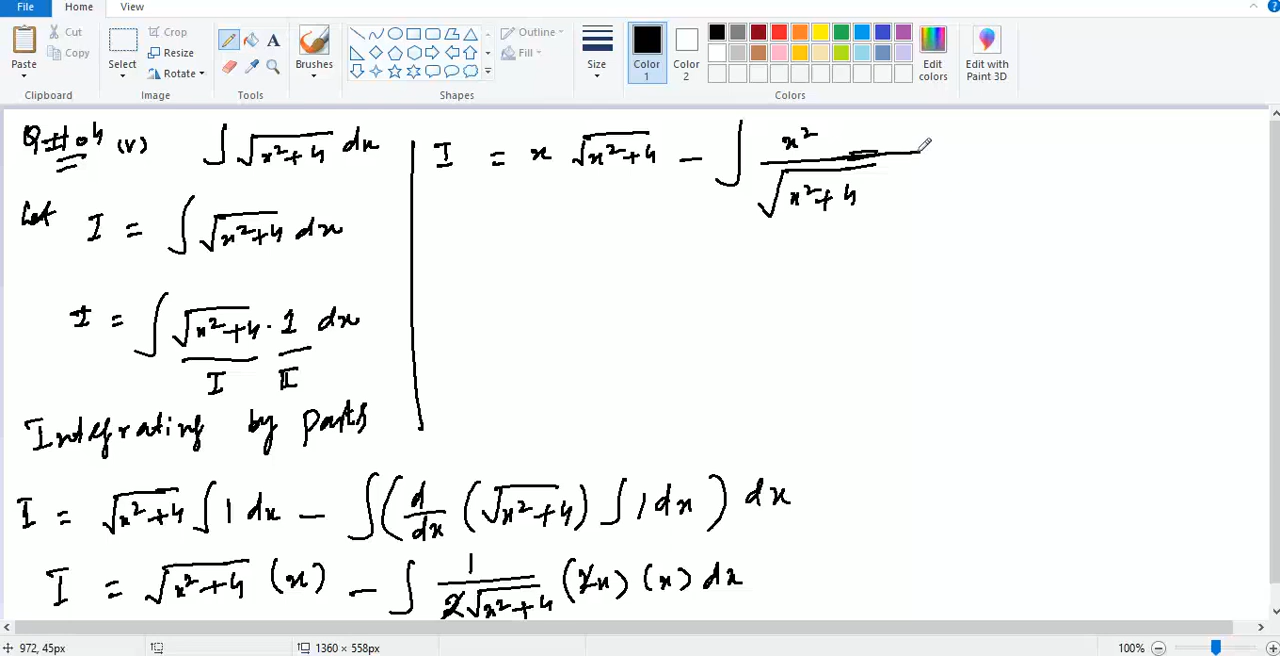 File Home View
Paste Cut Copy Clipboard
Select Crop Resize Rotate Image
A Tools
Brushes
Outline Fill Shapes
Size
Color 1 Color 2 Edit colors Colors
Edit with Paint 3D
Q#04 (v) ∫ √(x²+4) dx
Let I = ∫ √(x²+4) dx
I = ∫ √(x²+4) · 1 dx
I II
Integrating by parts
I = √(x²+4) ∫ 1 dx − ∫ ( d/dx (√(x²+4)) ∫ 1 dx ) dx
I = √(x²+4) (x) − ∫ 1/(2√(x²+4)) (2x) (x) dx
I = x √(x²+4) − ∫ x²/√(x²+4)
972, 45px 1360 × 558px 100%